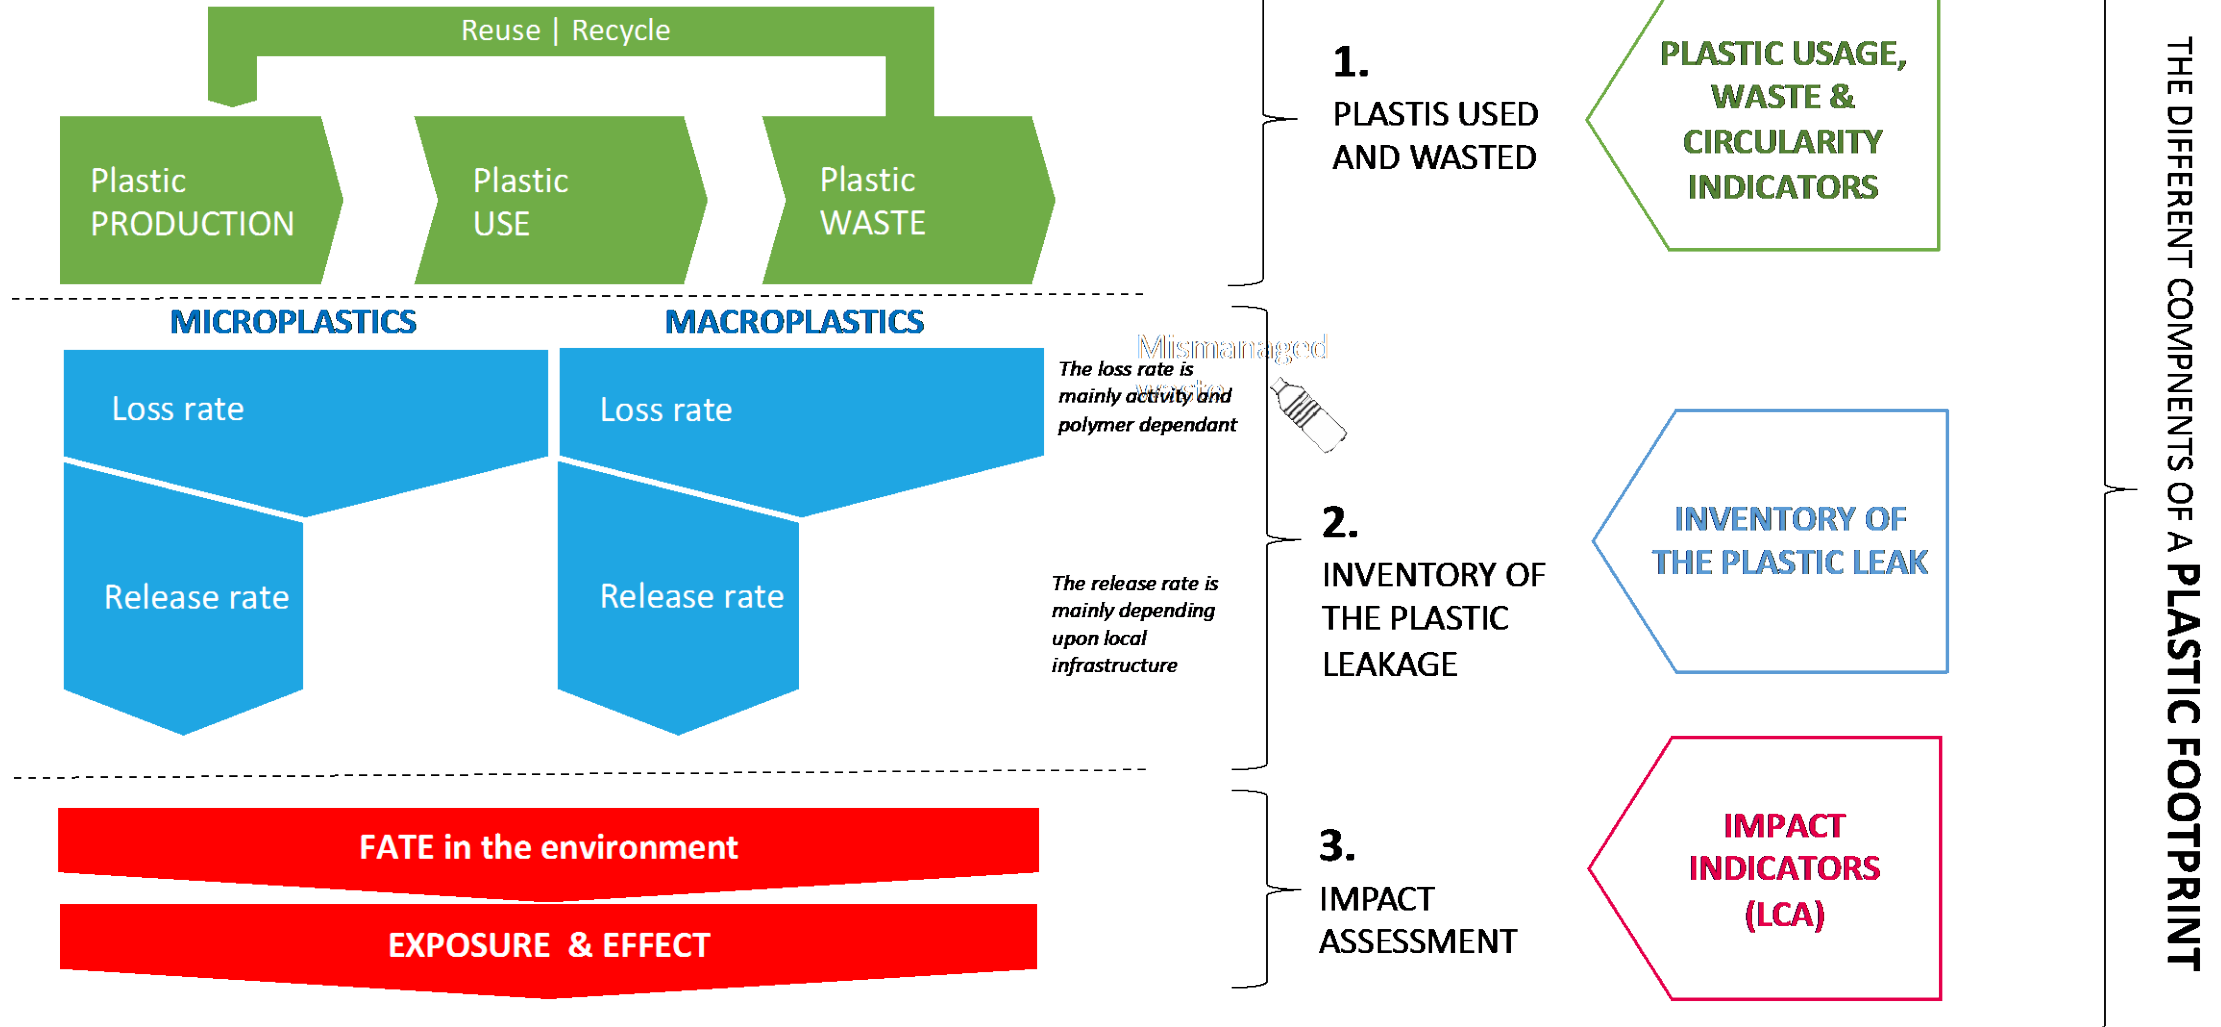 Reuse | Recycle
Plastic
PRODUCTION
Plastic
USE
Plastic
WASTE
1.
PLASTIS USED
AND WASTED
PLASTIC USAGE,
WASTE &
CIRCULARITY
INDICATORS
MICROPLASTICS
MACROPLASTICS
Loss rate
Loss rate
Mismanaged
waste
The loss rate is
mainly activity and
polymer dependant
Release rate
Release rate
The release rate is
mainly depending
upon local
infrastructure
2.
INVENTORY OF
THE PLASTIC
LEAKAGE
INVENTORY OF
THE PLASTIC LEAK
FATE in the environment
EXPOSURE & EFFECT
3.
IMPACT
ASSESSMENT
IMPACT
INDICATORS
(LCA)
THE DIFFERENT COMPNENTS OF A PLASTIC FOOTPRINT